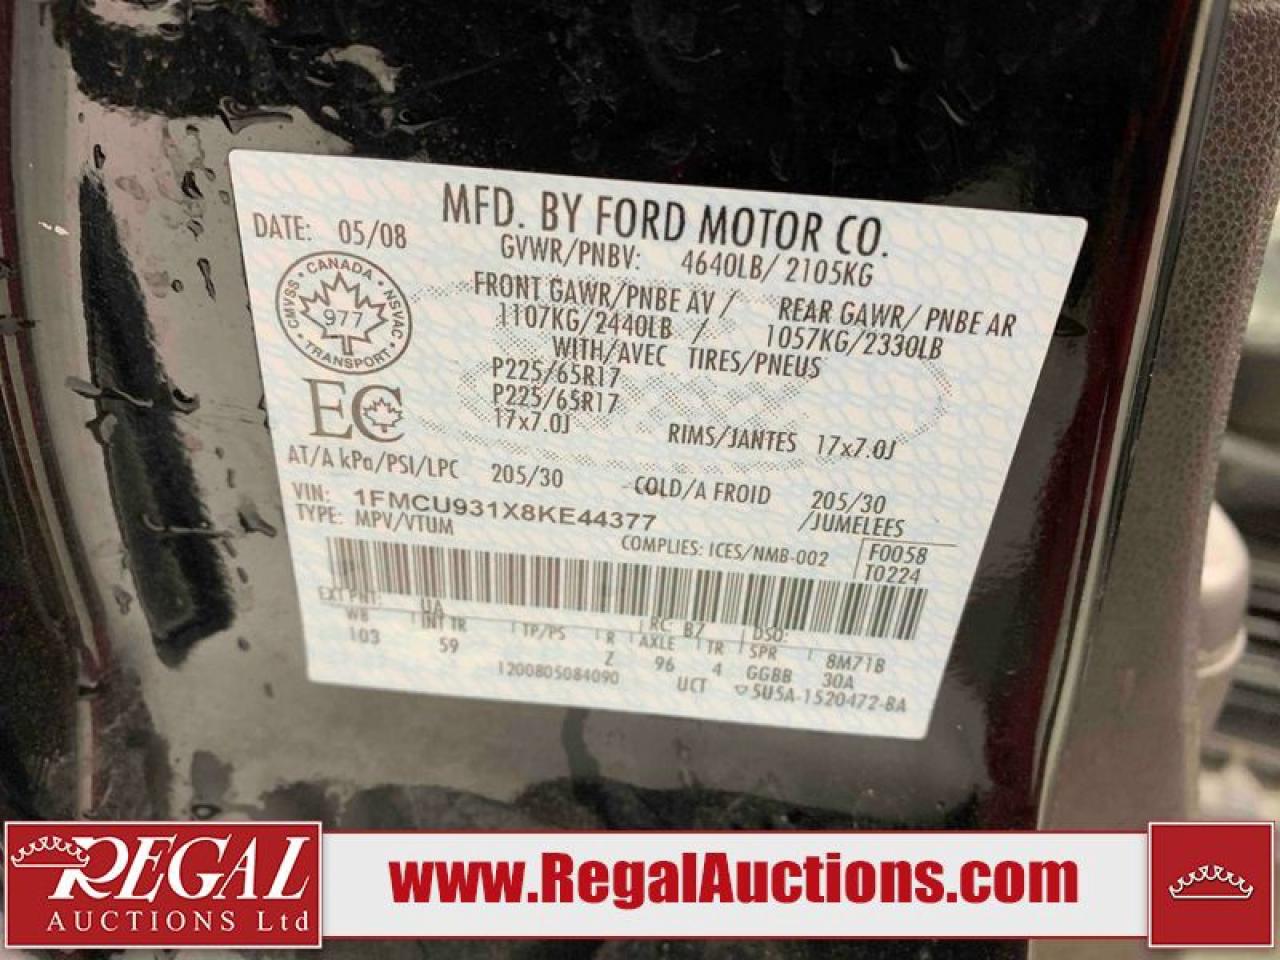 MFD. BY FORD MOTOR CO.
DATE: 05/08
GVWR/PNBV: 4640LB/ 2105KG
FRONT GAWR/PNBE AV / REAR GAWR/ PNBE AR
1107KG/2440LB / 1057KG/2330LB
WITH/AVEC TIRES/PNEUS
P225/65R17
P225/65R17
17x7.0J RIMS/JANTES 17x7.0J
CMVSS • CANADA • NSVAC • TRANSPORT •
977
EC
AT/A kPa/PSI/LPC 205/30 COLD/A FROID 205/30
/JUMELEES
VIN: 1FMCU931X8KE44377
TYPE: MPV/VTUM
COMPLIES: ICES/NMB-002
F0058
T0224
EXT PNT: UA RC: B7 DSO:
WB INT TR TP/PS R AXLE TR SPR 8M71B
103 59 Z 96 4 GGBB 30A
1200805084090 UCT 5U5A-1520472-BA
REGAL
AUCTIONS Ltd
www.RegalAuctions.com